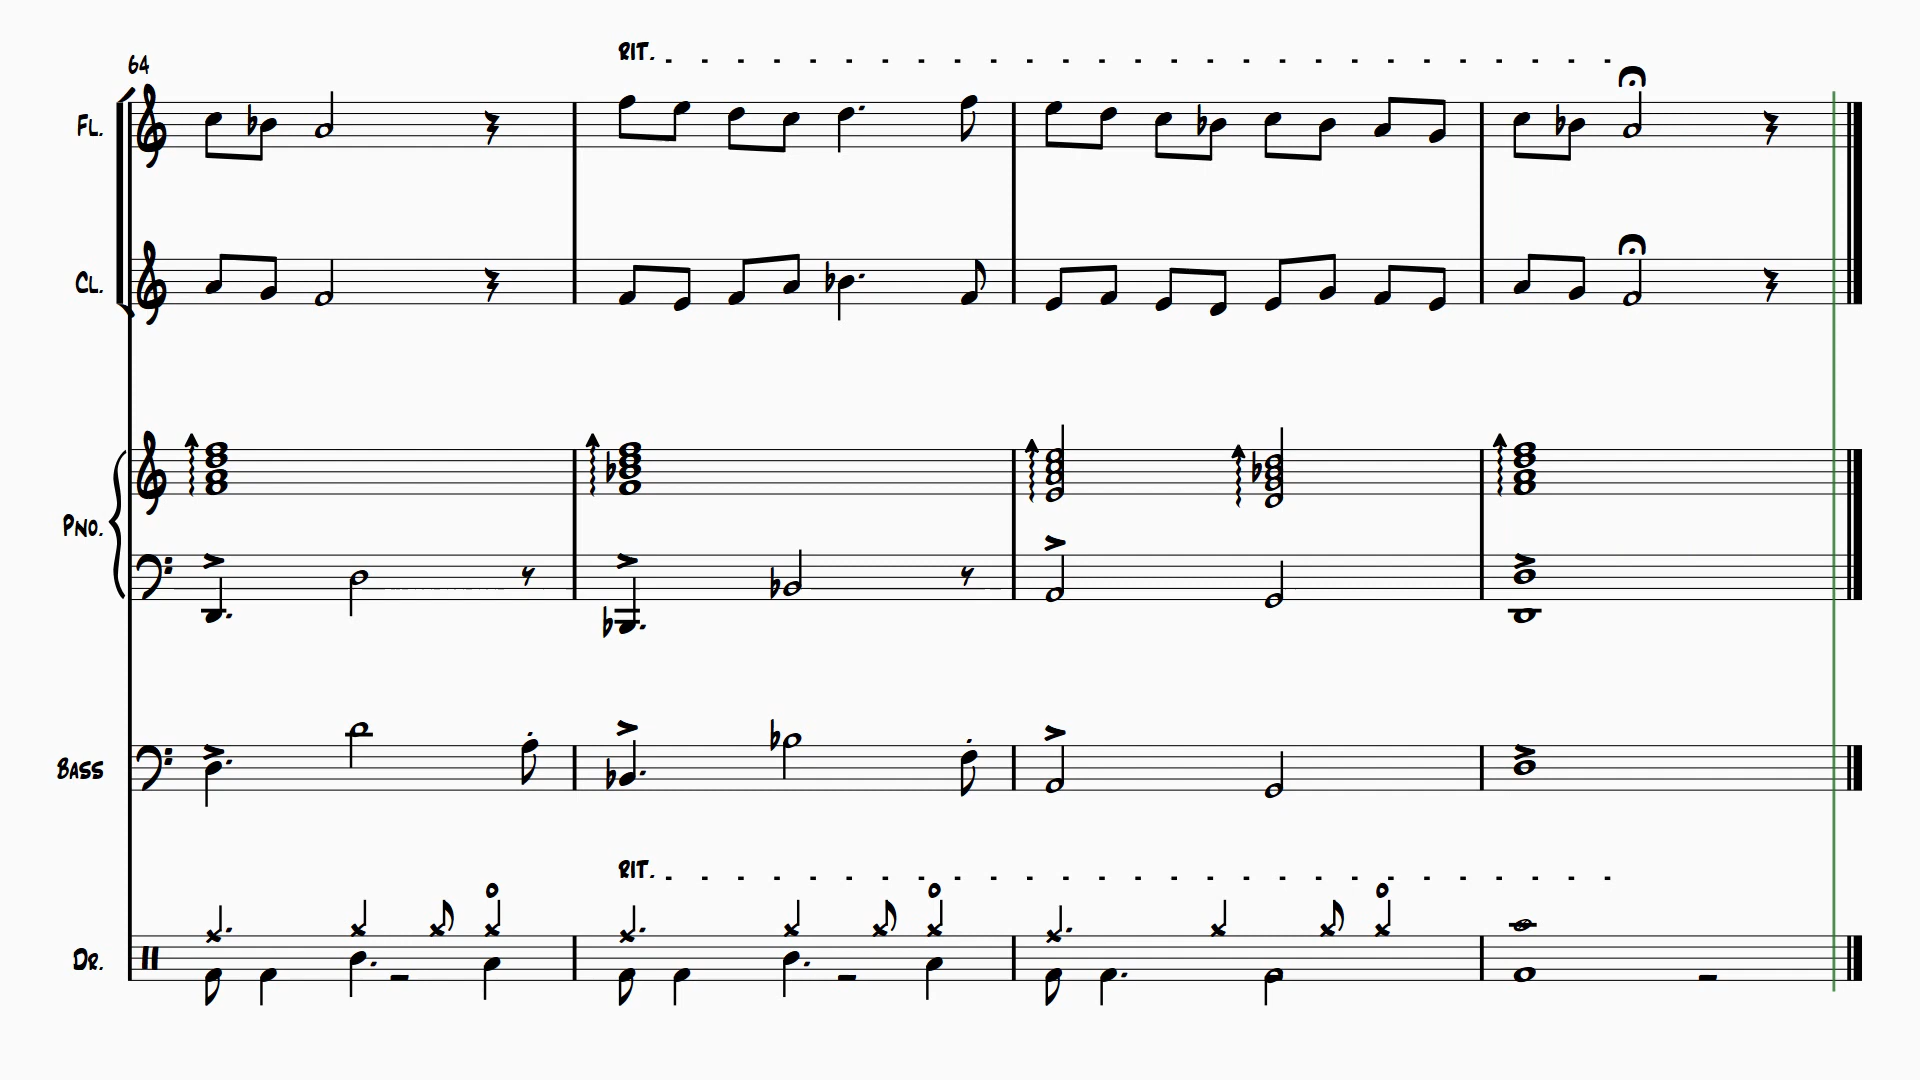 RIT.
64
FL.
CL.
PNO.
BASS
RIT.
DR.